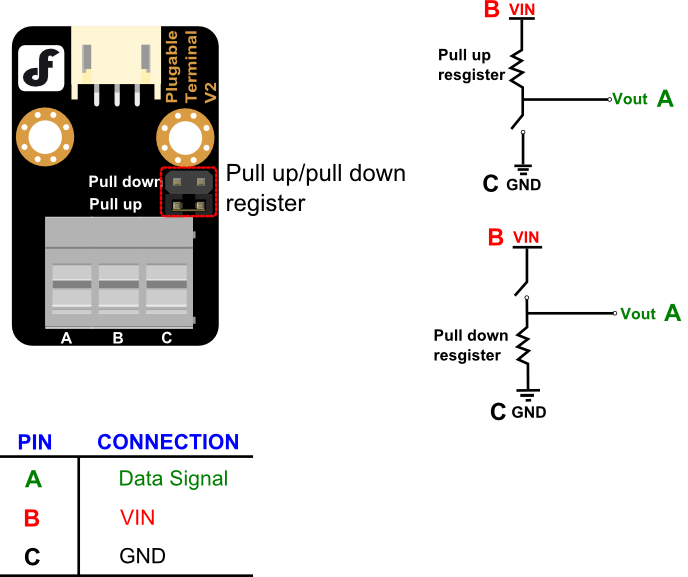 Plugable
Terminal
V2
Pull down
Pull up
Pull up/pull down
register
A B C
B VIN
Pull up
resgister
Vout A
C GND
B VIN
Vout A
Pull down
resgister
C GND
PIN CONNECTION
A Data Signal
B VIN
C GND